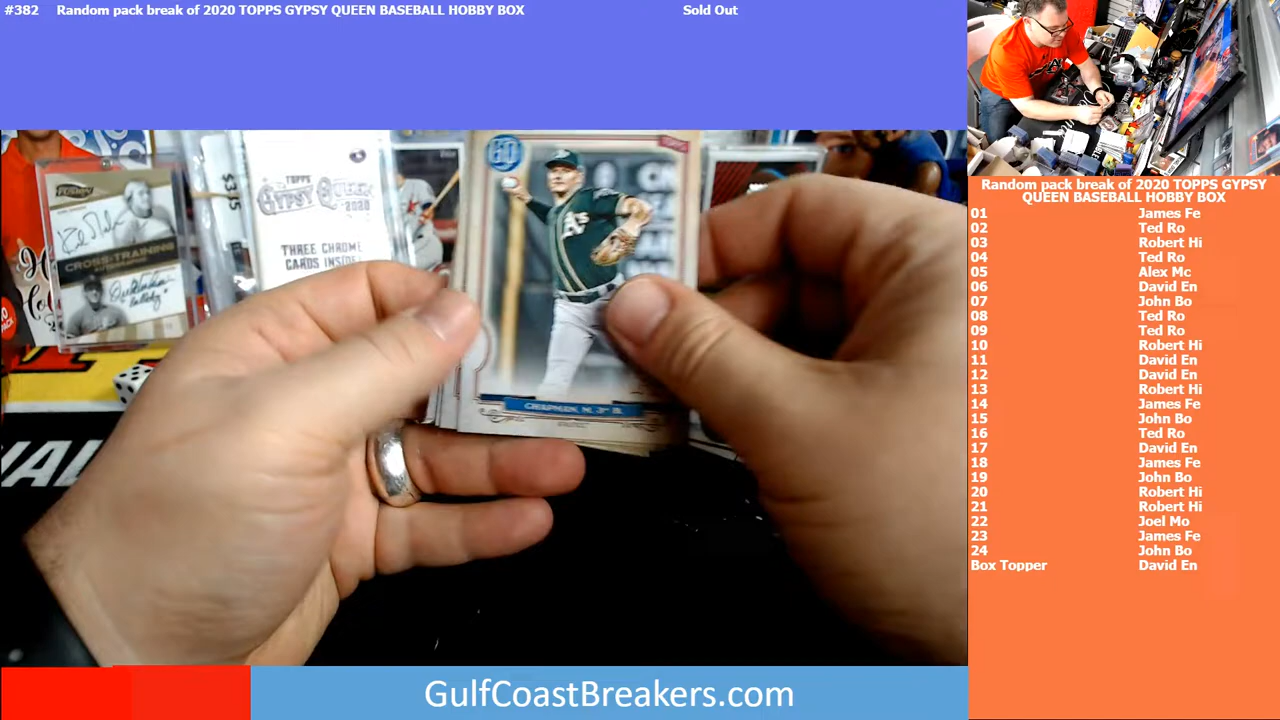 #382 Random pack break of 2020 TOPPS GYPSY QUEEN BASEBALL HOBBY BOX Sold Out
GQ
A's
CHAPMAN, M. 3rd B.
TOPPS
GYPSY QUEEN
2020
THREE CHROME
CARDS INSIDE
$315
CROSS-TRAINING
Random pack break of 2020 TOPPS GYPSY
QUEEN BASEBALL HOBBY BOX
01 James Fe
02 Ted Ro
03 Robert Hi
04 Ted Ro
05 Alex Mc
06 David En
07 John Bo
08 Ted Ro
09 Ted Ro
10 Robert Hi
11 David En
12 David En
13 Robert Hi
14 James Fe
15 John Bo
16 Ted Ro
17 David En
18 James Fe
19 John Bo
20 Robert Hi
21 Robert Hi
22 Joel Mo
23 James Fe
24 John Bo
Box Topper David En
GulfCoastBreakers.com